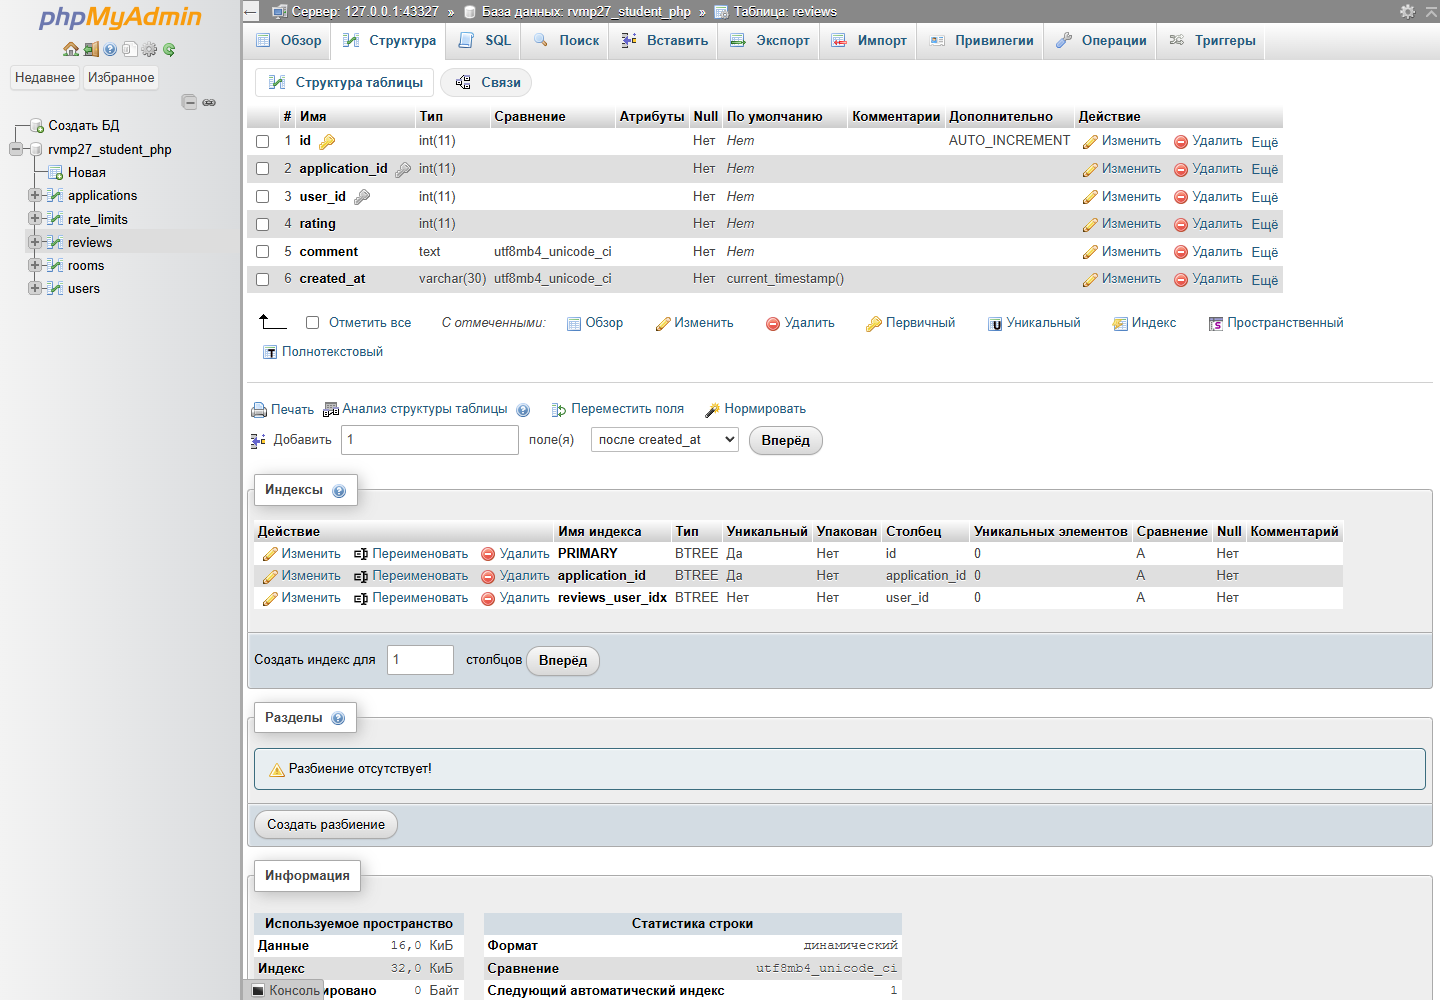 phpMyAdmin
Недавнее Избранное
Создать БД
rvmp27_student_php
Новая
applications
rate_limits
reviews
rooms
users
Сервер: 127.0.0.1:43327 » База данных: rvmp27_student_php » Таблица: reviews
Обзор Структура SQL Поиск Вставить Экспорт Импорт Привилегии Операции Триггеры
Структура таблицы Связи
# Имя Тип Сравнение Атрибуты Null По умолчанию Комментарии Дополнительно Действие
1 id int(11) Нет Нет AUTO_INCREMENT Изменить Удалить Ещё
2 application_id int(11) Нет Нет Изменить Удалить Ещё
3 user_id int(11) Нет Нет Изменить Удалить Ещё
4 rating int(11) Нет Нет Изменить Удалить Ещё
5 comment text utf8mb4_unicode_ci Нет Нет Изменить Удалить Ещё
6 created_at varchar(30) utf8mb4_unicode_ci Нет current_timestamp() Изменить Удалить Ещё
Отметить все С отмеченными: Обзор Изменить Удалить Первичный Уникальный Индекс Пространственный
Полнотекстовый
Печать Анализ структуры таблицы Переместить поля Нормировать
Добавить 1 поле(я) после created_at Вперёд
Индексы
Действие Имя индекса Тип Уникальный Упакован Столбец Уникальных элементов Сравнение Null Комментарий
Изменить Переименовать Удалить PRIMARY BTREE Да Нет id 0 A Нет
Изменить Переименовать Удалить application_id BTREE Да Нет application_id 0 A Нет
Изменить Переименовать Удалить reviews_user_idx BTREE Нет Нет user_id 0 A Нет
Создать индекс для 1 столбцов Вперёд
Разделы
Разбиение отсутствует!
Создать разбиение
Информация
Используемое пространство
Данные 16,0 КиБ
Индекс 32,0 КиБ
ировано 0 Байт
Статистика строки
Формат динамический
Сравнение utf8mb4_unicode_ci
Следующий автоматический индекс 1
Консоль